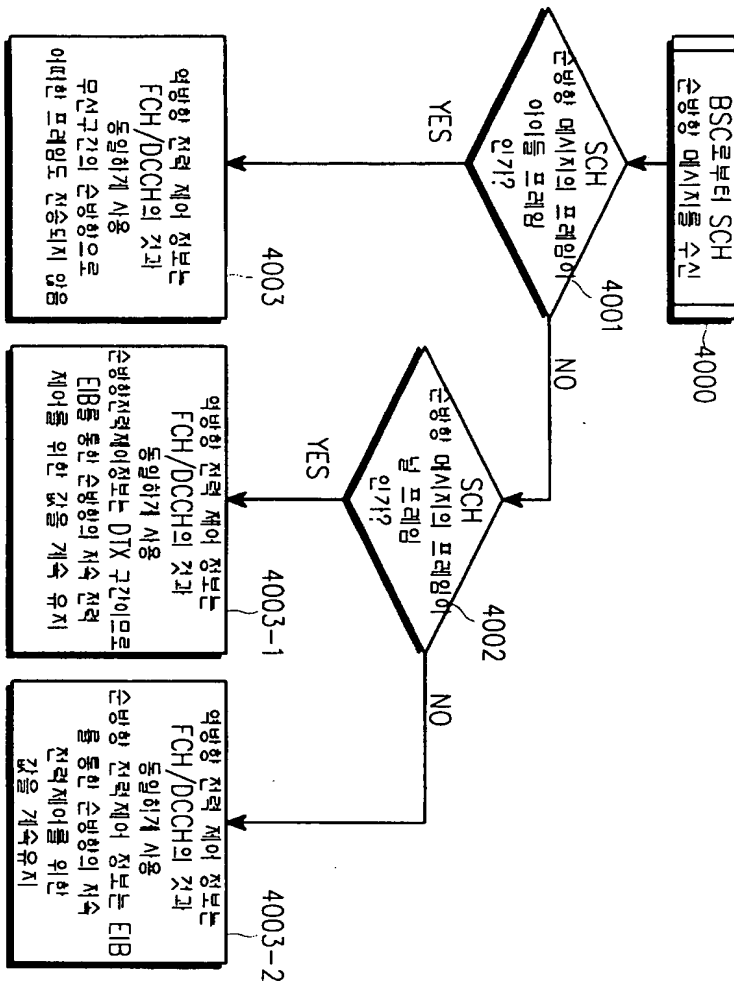 BSC로부터 SCH
순방향 메시지를 수신
4000
SCH
순방향 메시지의 프레임이
아이들 프레임
인가?
4001
YES
NO
SCH
순방향 메시지의 프레임이
널 프레임
인가?
4002
YES
NO
역방향 전력 제어 정보는
FCH/DCCH의 것과
동일하게 사용
무선구간의 순방향으로
어떠한 프레임도 전송되지 않음
4003
역방향 전력 제어 정보는
FCH/DCCH의 것과
동일하게 사용
순방향전력제어정보는 DTX 구간이므로
EIB를 통한 순방향의 저속 전력
제어를 위한 값을 계속 유지
4003-1
역방향 전력 제어 정보는
FCH/DCCH의 것과
동일하게 사용
순방향 전력제어 정보는 EIB
를 통한 순방향의 저속
전력제어를 위한
값을 계속유지
4003-2